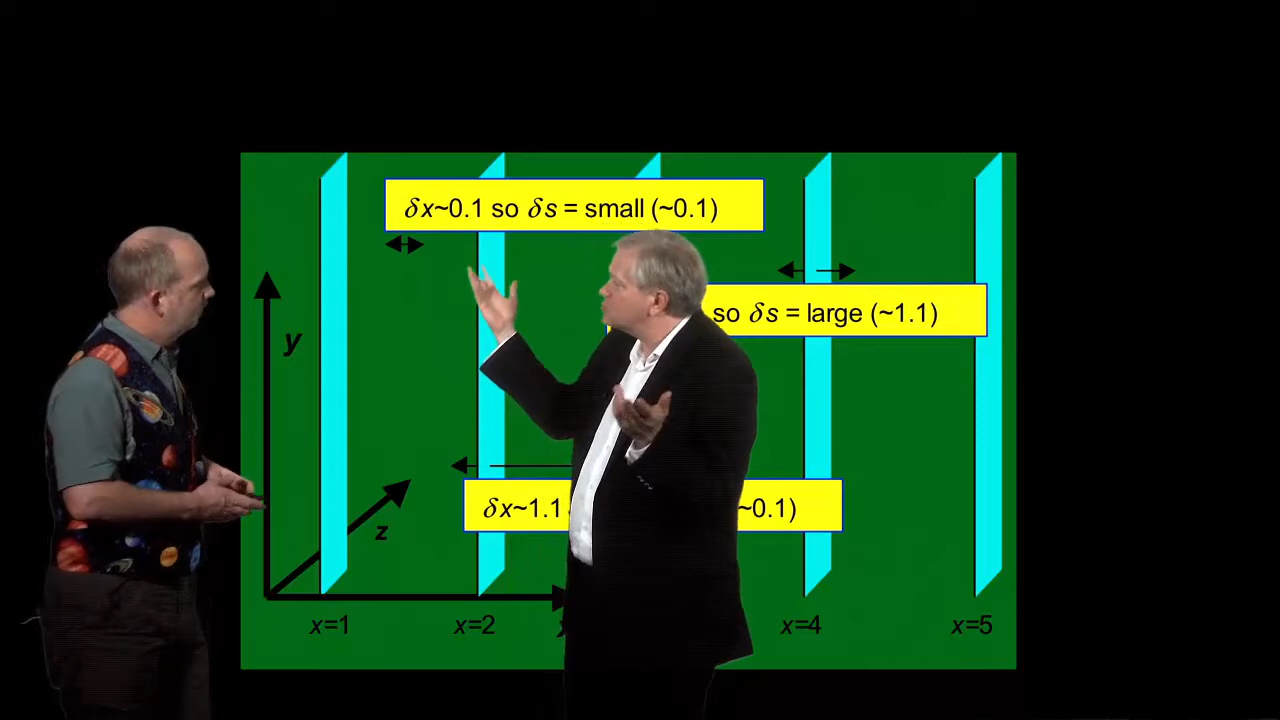 δx~0.1 so δs = small (~0.1)
so δs = large (~1.1)
y
δx~1.1 ~0.1)
z
x=1 x=2 x=4 x=5